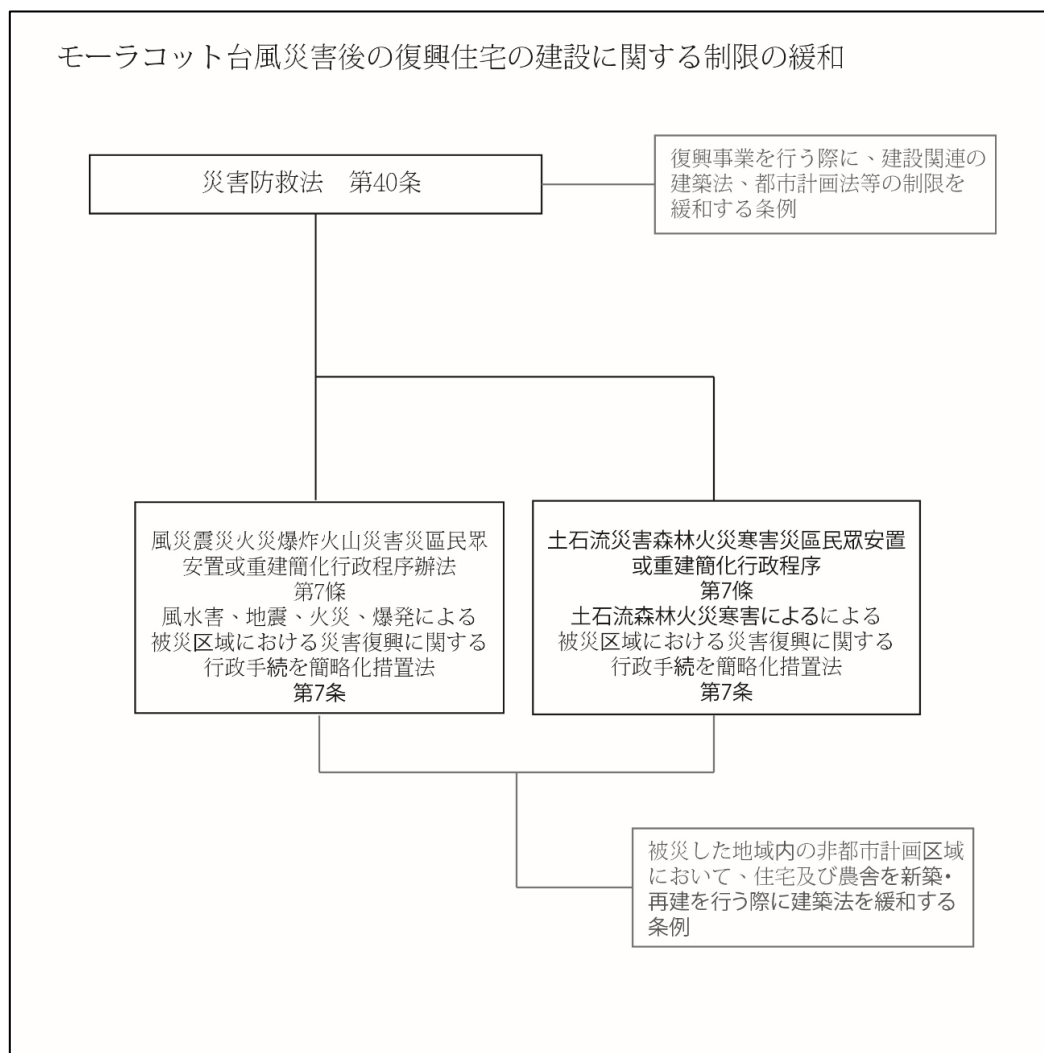 モーラコット台風災害後の復興住宅の建設に関する制限の緩和
災害防救法　第40条
復興事業を行う際に、建設関連の
建築法、都市計画法等の制限を
緩和する条例
風災震災火災爆炸火山災害災區民眾
安置或重建簡化行政程序辦法
第7條
風水害、地震、火災、爆発による
被災区域における災害復興に関する
行政手続を簡略化措置法
第7条
土石流災害森林火災寒害災區民眾安置
或重建簡化行政程序
第7條
土石流森林火災寒害によるによる
被災区域における災害復興に関する
行政手続を簡略化措置法
第7条
被災した地域内の非都市計画区域
において、住宅及び農舎を新築・
再建を行う際に建築法を緩和する
条例